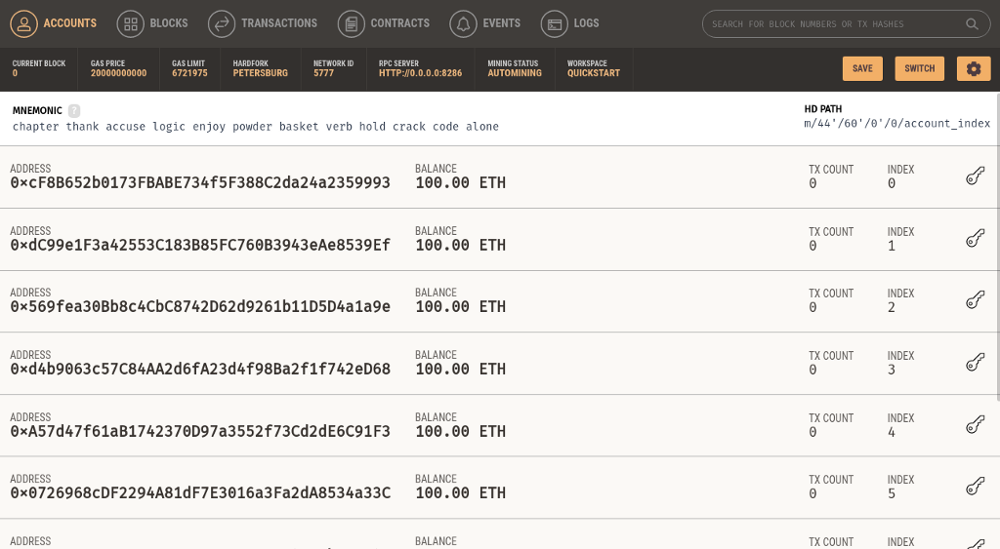 ACCOUNTS BLOCKS TRANSACTIONS CONTRACTS EVENTS LOGS SEARCH FOR BLOCK NUMBERS OR TX HASHES
CURRENT BLOCK GAS PRICE GAS LIMIT HARDFORK NETWORK ID RPC SERVER MINING STATUS WORKSPACE
0 20000000000 6721975 PETERSBURG 5777 HTTP://0.0.0.0:8286 AUTOMINING QUICKSTART
SAVE SWITCH
MNEMONIC ? HD PATH
chapter thank accuse logic enjoy powder basket verb hold crack code alone m/44'/60'/0'/0/account_index
ADDRESS BALANCE TX COUNT INDEX
0×cF8B652b0173FBABE734f5F388C2da24a2359993 100.00 ETH 0 0
ADDRESS BALANCE TX COUNT INDEX
0×dC99e1F3a42553C183B85FC760B3943eAe8539Ef 100.00 ETH 0 1
ADDRESS BALANCE TX COUNT INDEX
0×569fea30Bb8c4CbC8742D62d9261b11D5D4a1a9e 100.00 ETH 0 2
ADDRESS BALANCE TX COUNT INDEX
0×d4b9063c57C84AA2d6fA23d4f98Ba2f1f742eD68 100.00 ETH 0 3
ADDRESS BALANCE TX COUNT INDEX
0×A57d47f61aB1742370D97a3552f73Cd2dE6C91F3 100.00 ETH 0 4
ADDRESS BALANCE TX COUNT INDEX
0×0726968cDF2294A81dF7E3016a3Fa2dA8534a33C 100.00 ETH 0 5
ADDRESS BALANCE TX COUNT INDEX